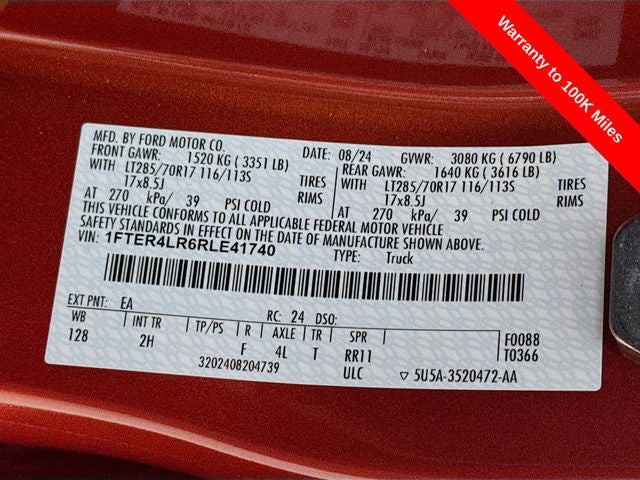 Warranty to 100K Miles
MFD. BY FORD MOTOR CO. DATE: 08/24 GVWR: 3080 KG ( 6790 LB)
FRONT GAWR: 1520 KG ( 3351 LB) REAR GAWR: 1640 KG ( 3616 LB)
WITH LT285/70R17 116/113S TIRES WITH LT285/70R17 116/113S TIRES
17x8.5J RIMS 17x8.5J RIMS
AT 270 kPa/ 39 PSI COLD AT 270 kPa/ 39 PSI COLD
THIS VEHICLE CONFORMS TO ALL APPLICABLE FEDERAL MOTOR VEHICLE
SAFETY STANDARDS IN EFFECT ON THE DATE OF MANUFACTURE SHOWN ABOVE.
VIN: 1FTER4LR6RLE41740 TYPE: Truck
EXT PNT: EA RC: 24 DSO:
WB INT TR TP/PS R AXLE TR SPR F0088
128 2H F 4L T RR11 T0366
3202408204739 ULC ▽ 5U5A-3520472-AA